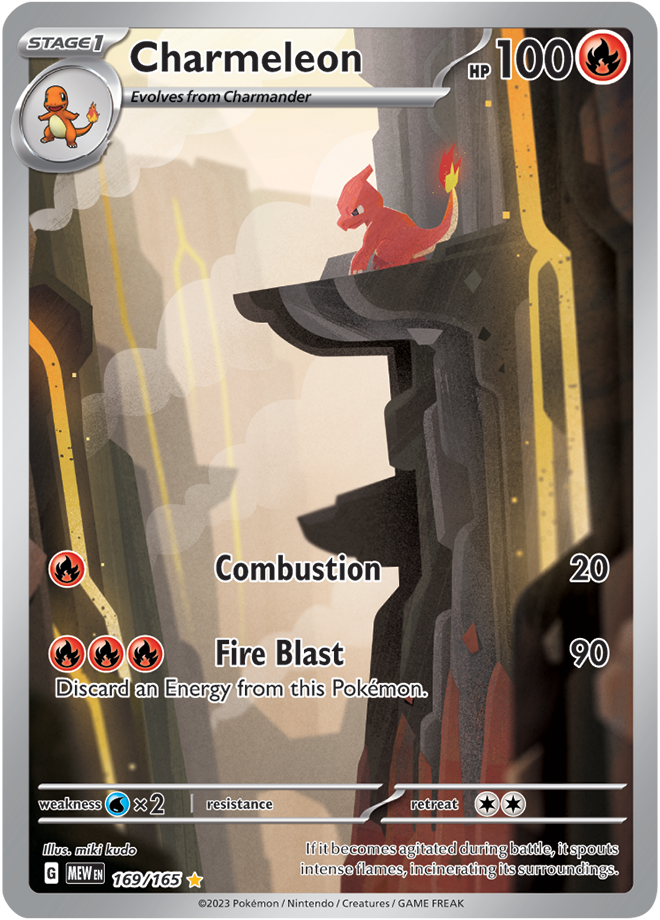 STAGE1
Charmeleon
HP 100
Evolves from Charmander
Combustion 20
Fire Blast 90
Discard an Energy from this Pokémon.
weakness ×2 resistance retreat
Illus. miki kudo
If it becomes agitated during battle, it spouts
intense flames, incinerating its surroundings.
G MEW EN 169/165
©2023 Pokémon / Nintendo / Creatures / GAME FREAK